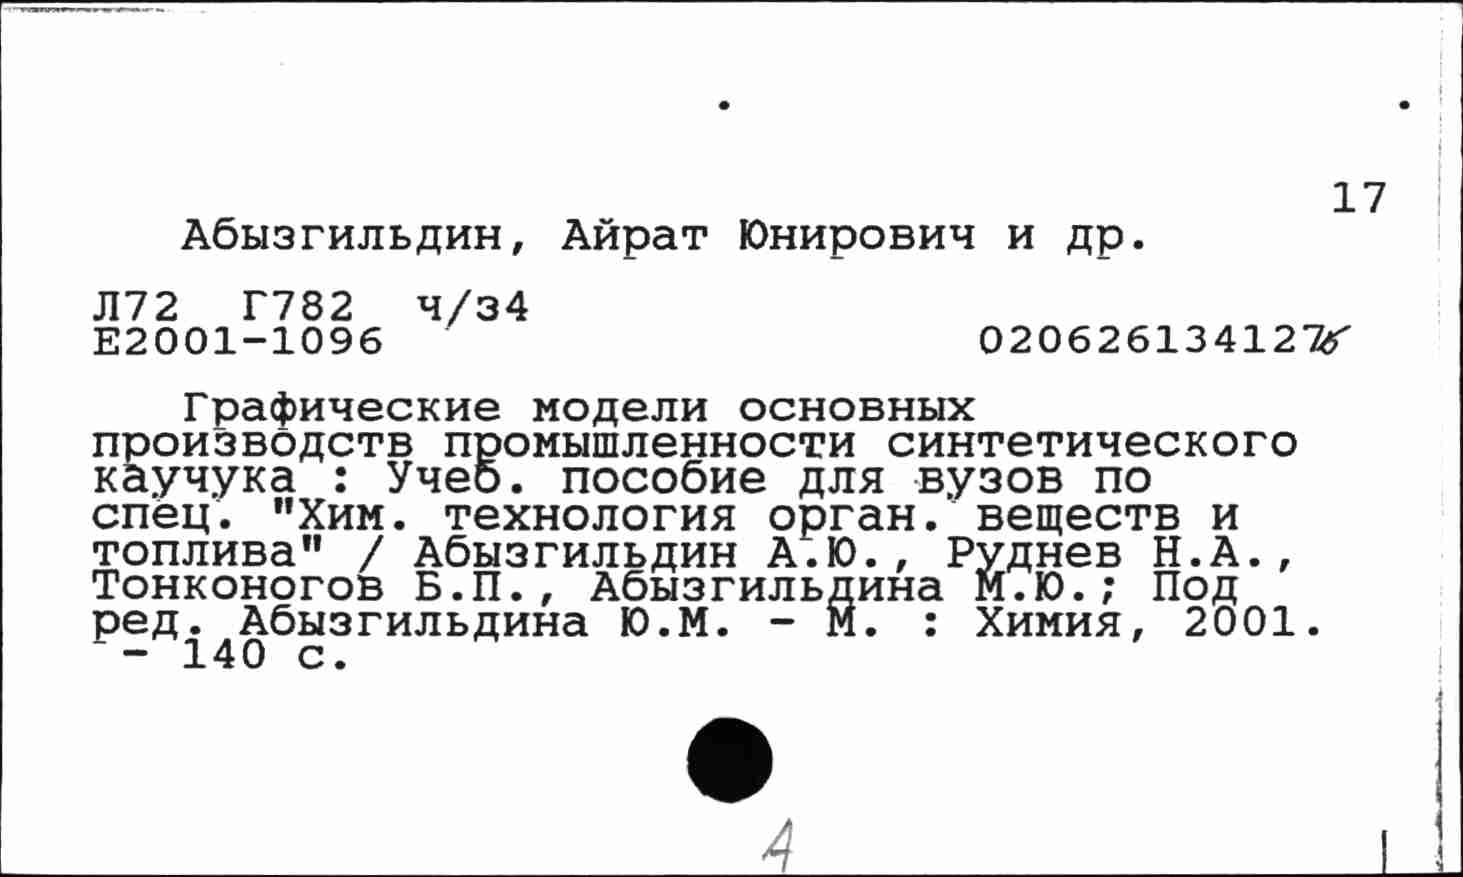 17
Абызгильдин, Айрат Юнирович и др.
Л72 Г782 ч/з4
Е2001-1096 020626134127б
Графические модели основных
производств промышленности синтетического
каучука : Учеб. пособие для вузов по
спец. "Хим. технология орган. веществ и
топлива" / Абызгильдин А.Ю., Руднев Н.А.,
Тонконогов Б.П., Абызгильдина М.Ю.; Под
ред. Абызгильдина Ю.М. - М. : Химия, 2001.
- 140 с.
А